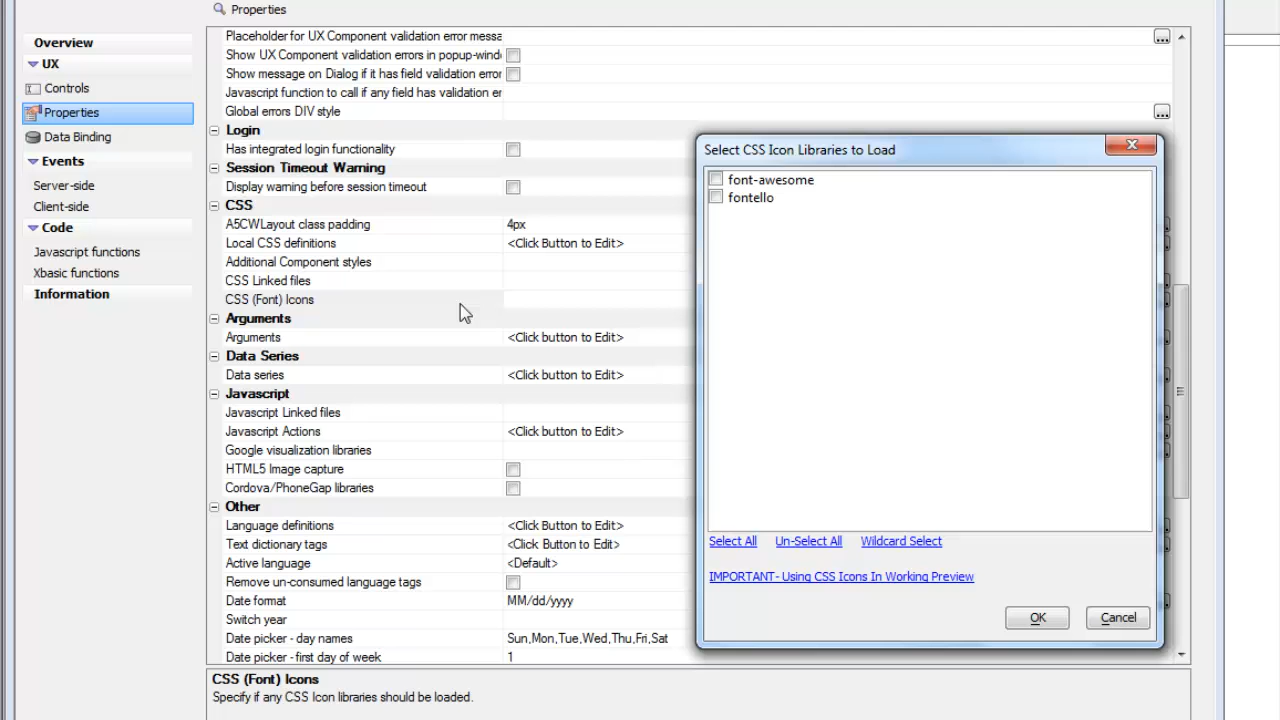 Properties
Overview
UX
Controls
Properties
Data Binding
Events
Server-side
Client-side
Code
Javascript functions
Xbasic functions
Information
Placeholder for UX Component validation error messa
...
Show UX Component validation errors in popup-wind
Show message on Dialog if it has field validation error
Javascript function to call if any field has validation er
Global errors DIV style
...
Login
Has integrated login functionality
Session Timeout Warning
Display warning before session timeout
CSS
A5CWLayout class padding 4px
Local CSS definitions <Click Button to Edit>
Additional Component styles
CSS Linked files
CSS (Font) Icons
Arguments
Arguments <Click button to Edit>
Data Series
Data series <Click button to Edit>
Javascript
Javascript Linked files
Javascript Actions <Click button to Edit>
Google visualization libraries
HTML5 Image capture
Cordova/PhoneGap libraries
Other
Language definitions <Click Button to Edit>
Text dictionary tags <Click Button to Edit>
Active language <Default>
Remove un-consumed language tags
Date format MM/dd/yyyy
Switch year
Date picker - day names Sun,Mon,Tue,Wed,Thu,Fri,Sat
Date picker - first day of week 1
CSS (Font) Icons
Specify if any CSS Icon libraries should be loaded.
Select CSS Icon Libraries to Load
font-awesome
fontello
Select All Un-Select All Wildcard Select
IMPORTANT- Using CSS Icons In Working Preview
OK Cancel